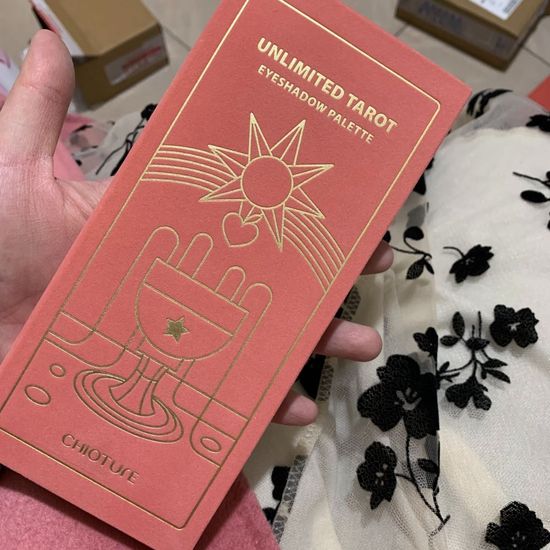 UNLIMITED TAROT
EYESHADOW PALETTE
CHIOTURE